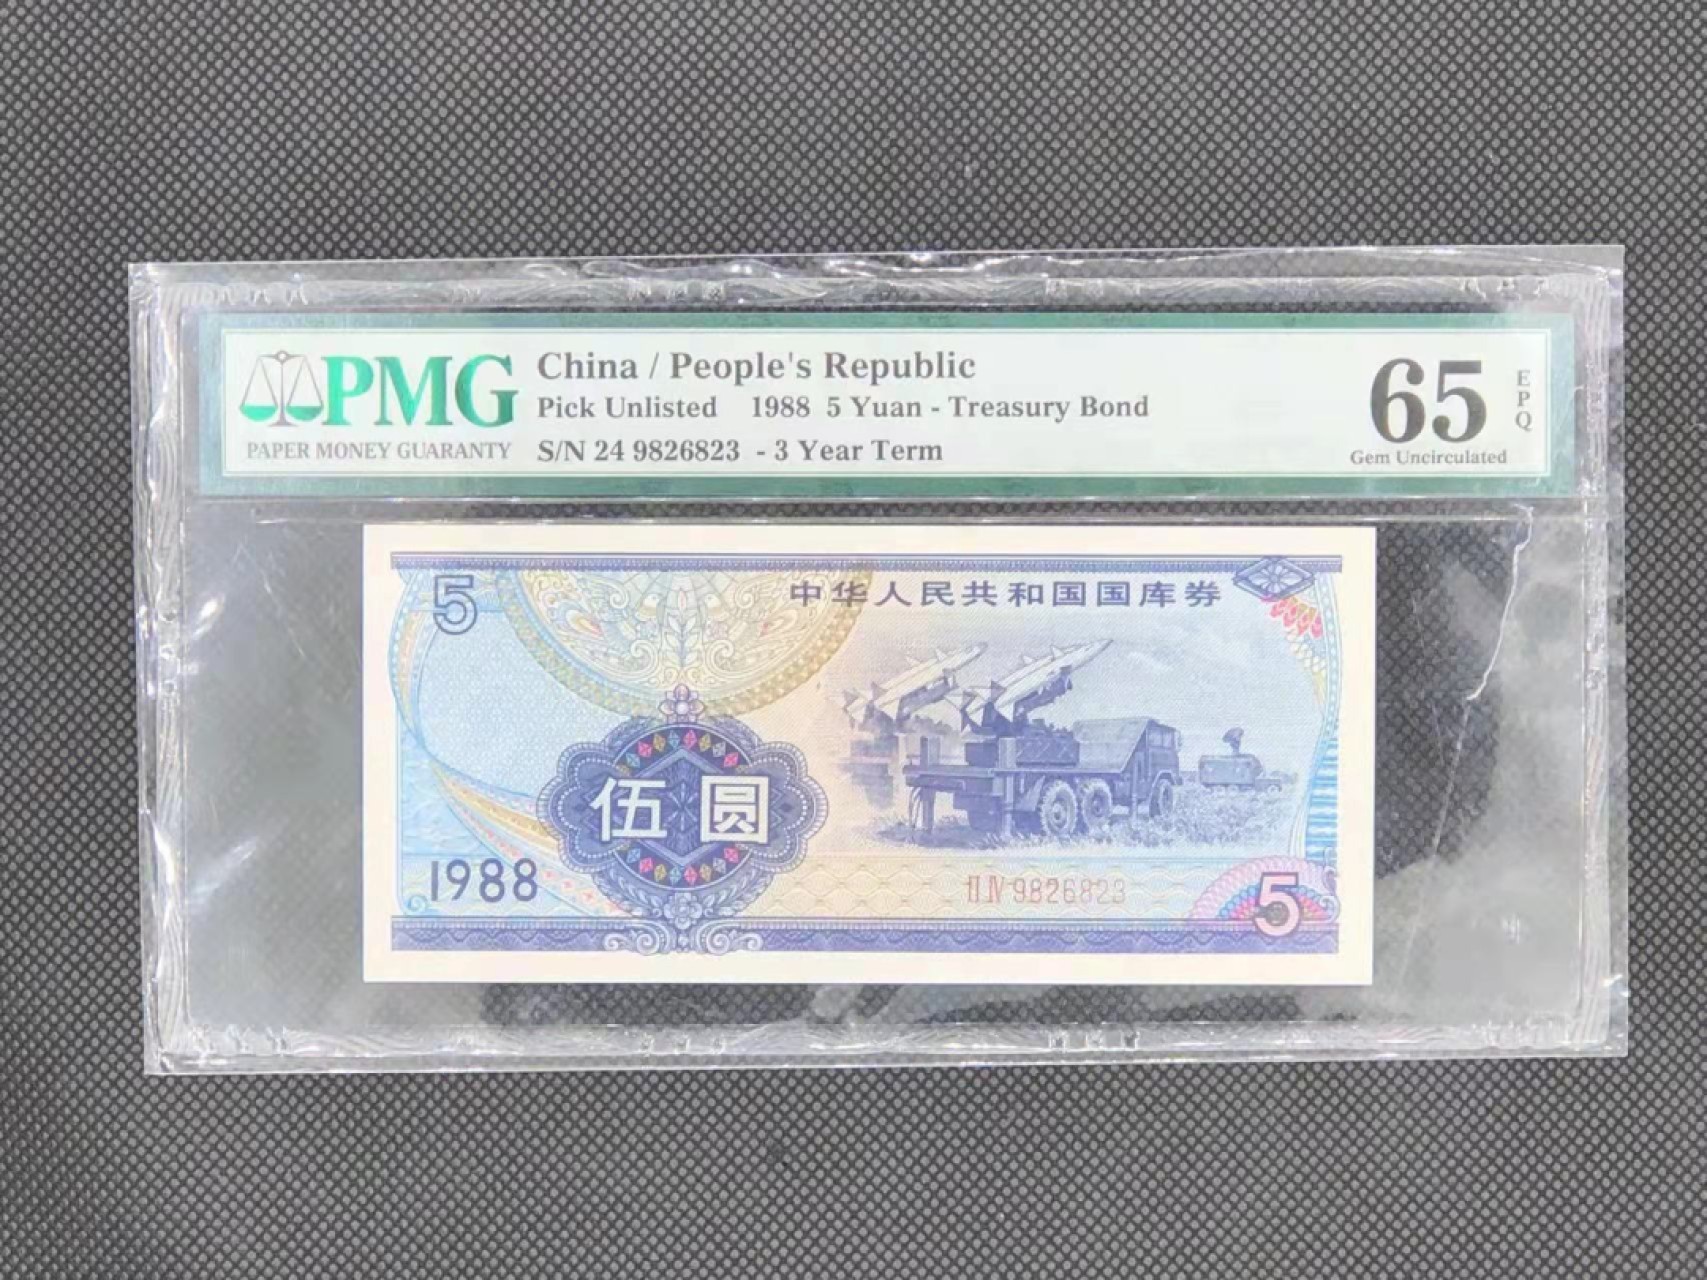 PMG
PAPER MONEY GUARANTY
China / People's Republic
Pick Unlisted 1988 5 Yuan - Treasury Bond
S/N 24 9826823 - 3 Year Term
65
EPQ
Gem Uncirculated
5
中华人民共和国国库券
伍圆
1988
II IV 9826823
5